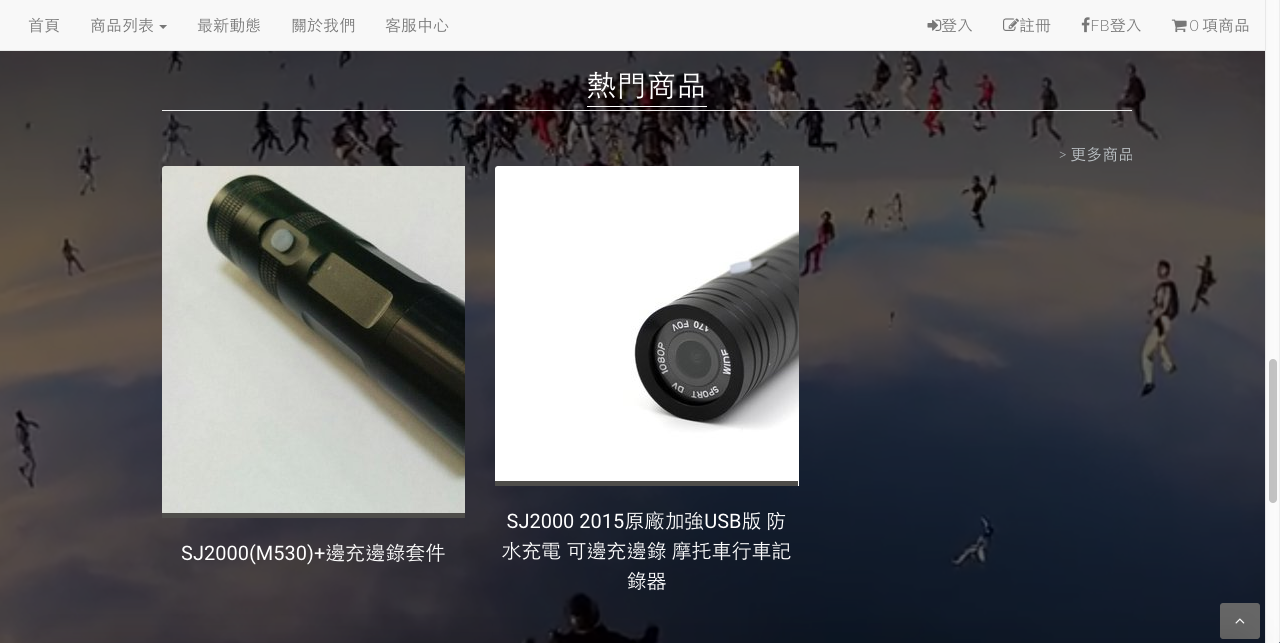 首頁 商品列表 最新動態 關於我們 客服中心 登入 註冊 FB登入 0 項商品
熱門商品
> 更多商品
170 FOV
1080P
WIFI
SPORT DV
SJ2000(M530)+邊充邊錄套件
SJ2000 2015原廠加強USB版 防
水充電 可邊充邊錄 摩托車行車記
錄器